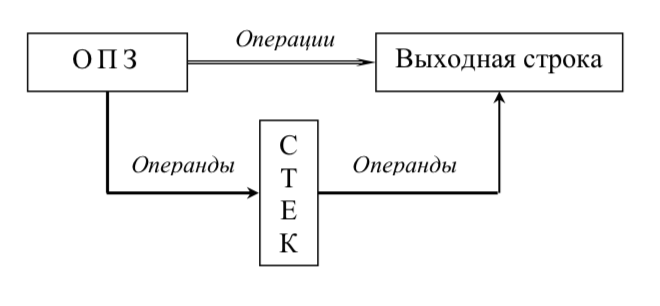 Операции
О П З
Выходная строка
Операнды
С
Т
Е
К
Операнды